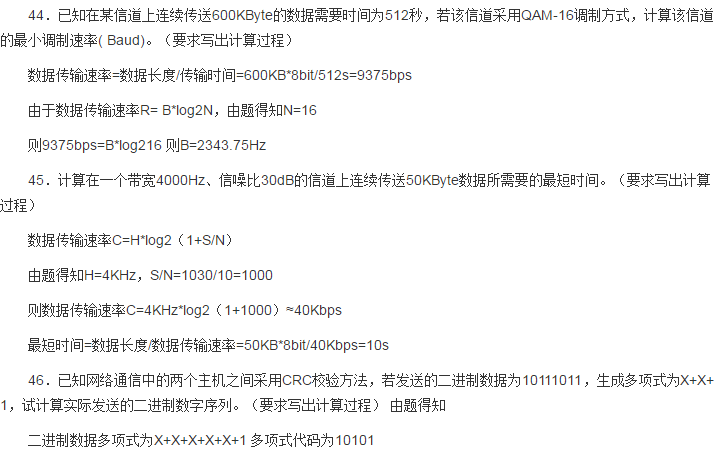 44．已知在某信道上连续传送600KByte的数据需要时间为512秒，若该信道采用QAM-16调制方式，计算该信道
的最小调制速率( Baud)。（要求写出计算过程）
数据传输速率=数据长度/传输时间=600KB*8bit/512s=9375bps
由于数据传输速率R= B*log2N，由题得知N=16
则9375bps=B*log216 则B=2343.75Hz
45．计算在一个带宽4000Hz、信噪比30dB的信道上连续传送50KByte数据所需要的最短时间。（要求写出计算
过程）
数据传输速率C=H*log2（1+S/N）
由题得知H=4KHz，S/N=1030/10=1000
则数据传输速率C=4KHz*log2（1+1000）≈40Kbps
最短时间=数据长度/数据传输速率=50KB*8bit/40Kbps=10s
46．已知网络通信中的两个主机之间采用CRC校验方法，若发送的二进制数据为10111011，生成多项式为X+X+
1，试计算实际发送的二进制数字序列。（要求写出计算过程） 由题得知
二进制数据多项式为X+X+X+X+X+1 多项式代码为10101